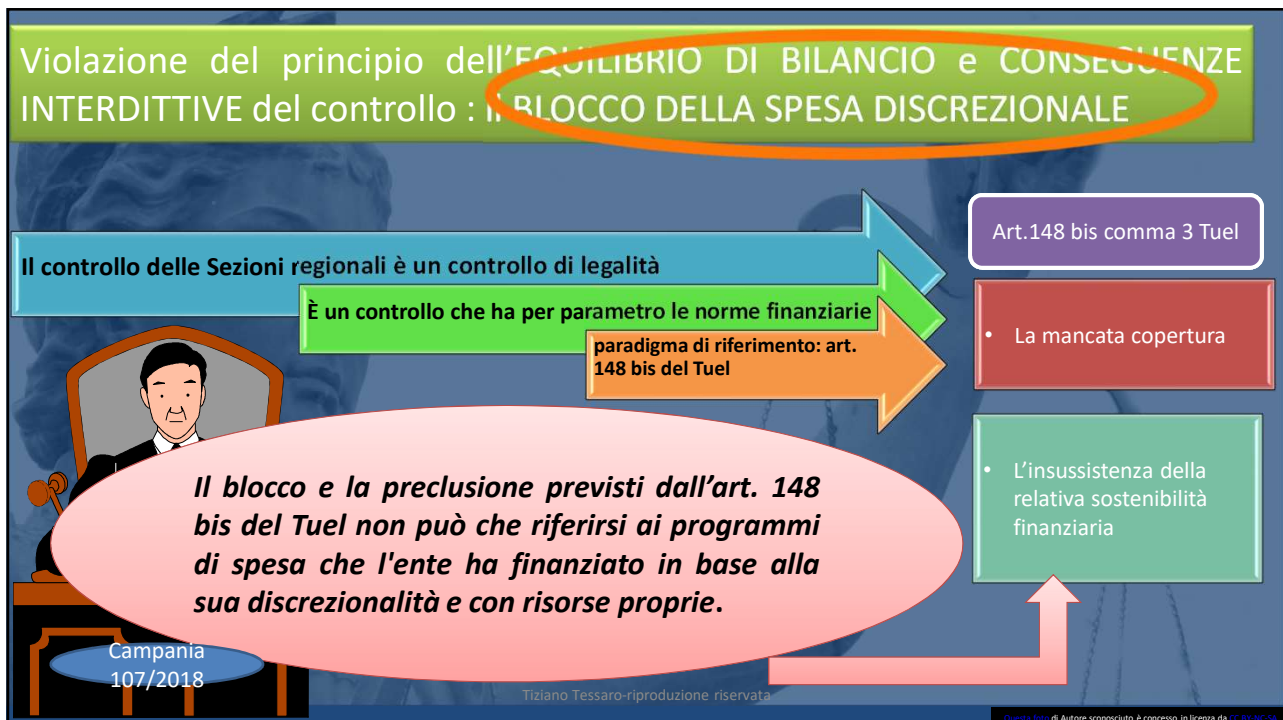 Violazione del principio dell'EQUILIBRIO DI BILANCIO e CONSEGUENZE
INTERDITTIVE del controllo : Il BLOCCO DELLA SPESA DISCREZIONALE
Il controllo delle Sezioni regionali è un controllo di legalità
È un controllo che ha per parametro le norme finanziarie
paradigma di riferimento: art.
148 bis del Tuel
Art.148 bis comma 3 Tuel
• La mancata copertura
• L'insussistenza della
relativa sostenibilità
finanziaria
Il blocco e la preclusione previsti dall'art. 148
bis del Tuel non può che riferirsi ai programmi
di spesa che l'ente ha finanziato in base alla
sua discrezionalità e con risorse proprie.
Campania
107/2018
Tiziano Tessaro-riproduzione riservata
di Autore sconosciuto è concesso in licenza da